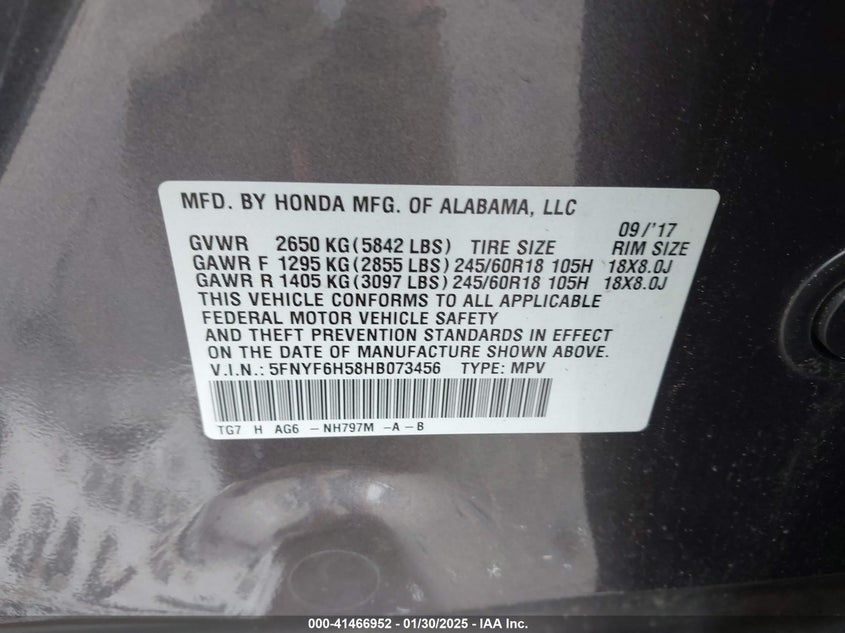 MFD. BY HONDA MFG. OF ALABAMA, LLC
09/'17
GVWR 2650 KG(5842 LBS) TIRE SIZE RIM SIZE
GAWR F 1295 KG(2855 LBS) 245/60R18 105H 18X8.0J
GAWR R 1405 KG(3097 LBS) 245/60R18 105H 18X8.0J
THIS VEHICLE CONFORMS TO ALL APPLICABLE
FEDERAL MOTOR VEHICLE SAFETY
AND THEFT PREVENTION STANDARDS IN EFFECT
ON THE DATE OF MANUFACTURE SHOWN ABOVE.
V.I.N.: 5FNYF6H58HB073456 TYPE: MPV
TG7 H AG6 - NH797M -A-B
000-41466952 - 01/30/2025 - IAA Inc.